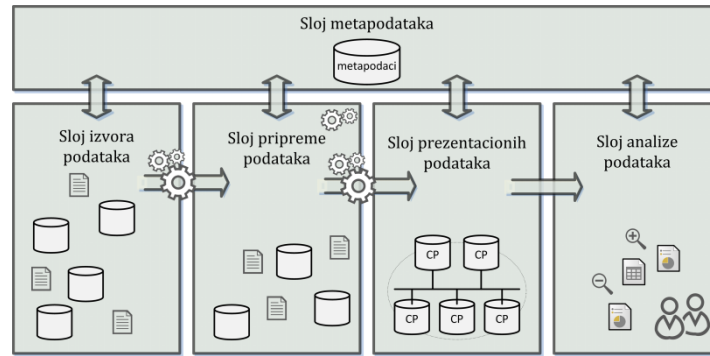 Sloj metapodataka
metapodaci
Sloj izvora
podataka
Sloj pripreme
podataka
Sloj prezentacionih
podataka
CP
CP
CP
CP
CP
Sloj analize
podataka